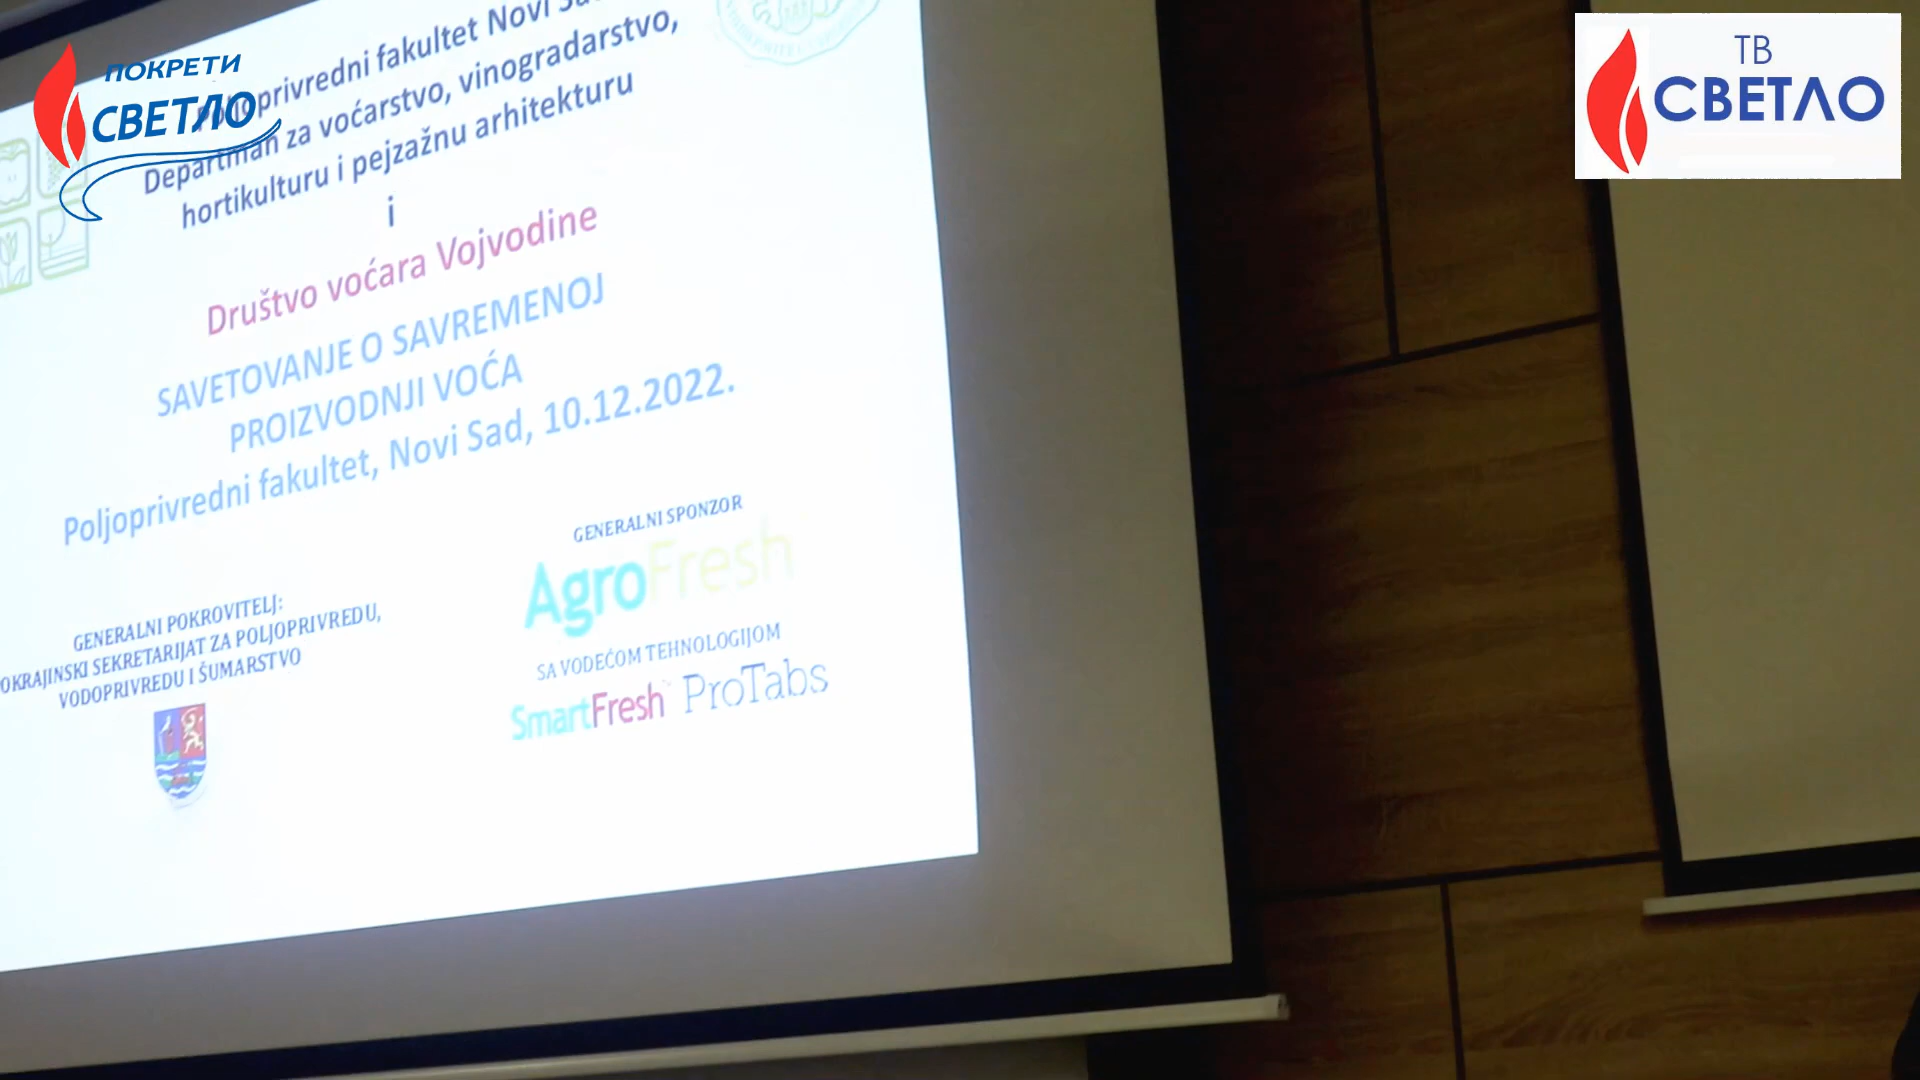 ПОКРЕТИ
СВЕТЛО
ТВ
СВЕТЛО
Poljoprivredni fakultet Novi
Departman za voćarstvo, vinogradarstvo,
hortikulturu i pejzažnu arhitekturu
i
Društvo voćara Vojvodine
SAVETOVANJE O SAVREMENOJ
PROIZVODNJI VOĆA
Poljoprivredni fakultet, Novi Sad, 10.12.2022.
GENERALNI SPONZOR
AgroFresh
SA VODEĆOM TEHNOLOGIJOM
SmartFresh ProTabs
GENERALNI POKROVITELJ:
OKRAJINSKI SEKRETARIJAT ZA POLJOPRIVREDU,
VODOPRIVREDU I ŠUMARSTVO